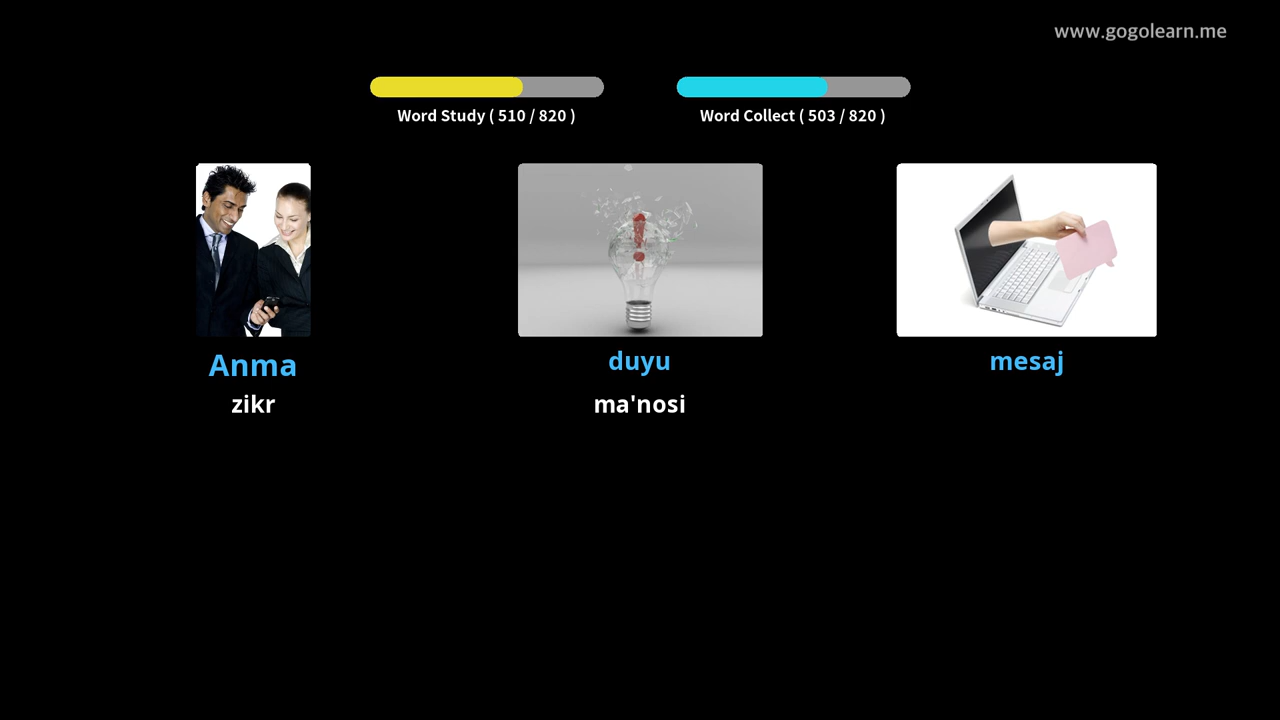 www.gogolearn.me
Word Study ( 510 / 820 )
Word Collect ( 503 / 820 )
Anma
duyu
mesaj
zikr
ma'nosi